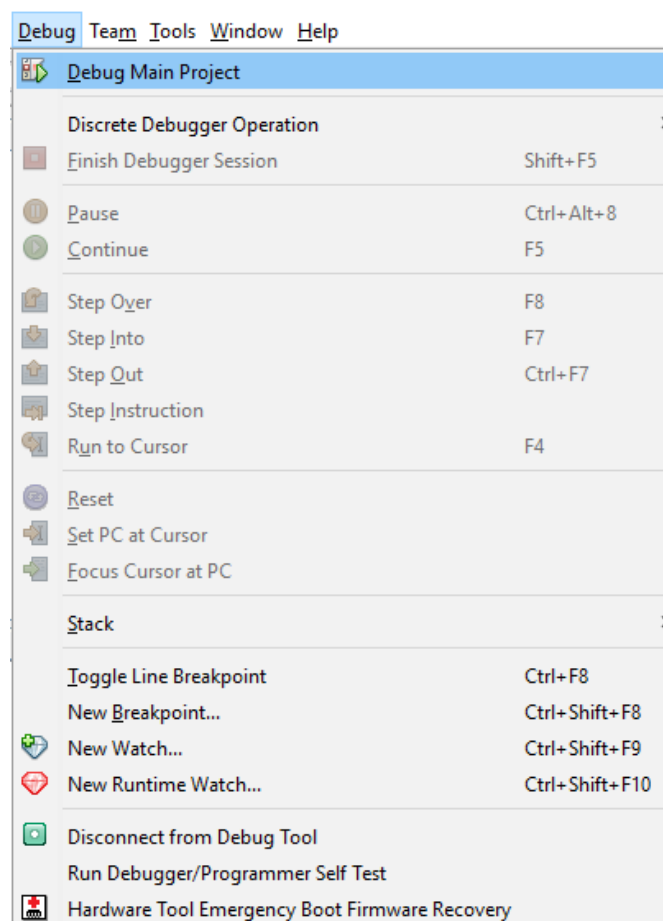 Debug Team Tools Window Help
Debug Main Project
Discrete Debugger Operation
Finish Debugger Session Shift+F5
Pause Ctrl+Alt+8
Continue F5
Step Over F8
Step Into F7
Step Out Ctrl+F7
Step Instruction
Run to Cursor F4
Reset
Set PC at Cursor
Focus Cursor at PC
Stack
Toggle Line Breakpoint Ctrl+F8
New Breakpoint... Ctrl+Shift+F8
New Watch... Ctrl+Shift+F9
New Runtime Watch... Ctrl+Shift+F10
Disconnect from Debug Tool
Run Debugger/Programmer Self Test
Hardware Tool Emergency Boot Firmware Recovery